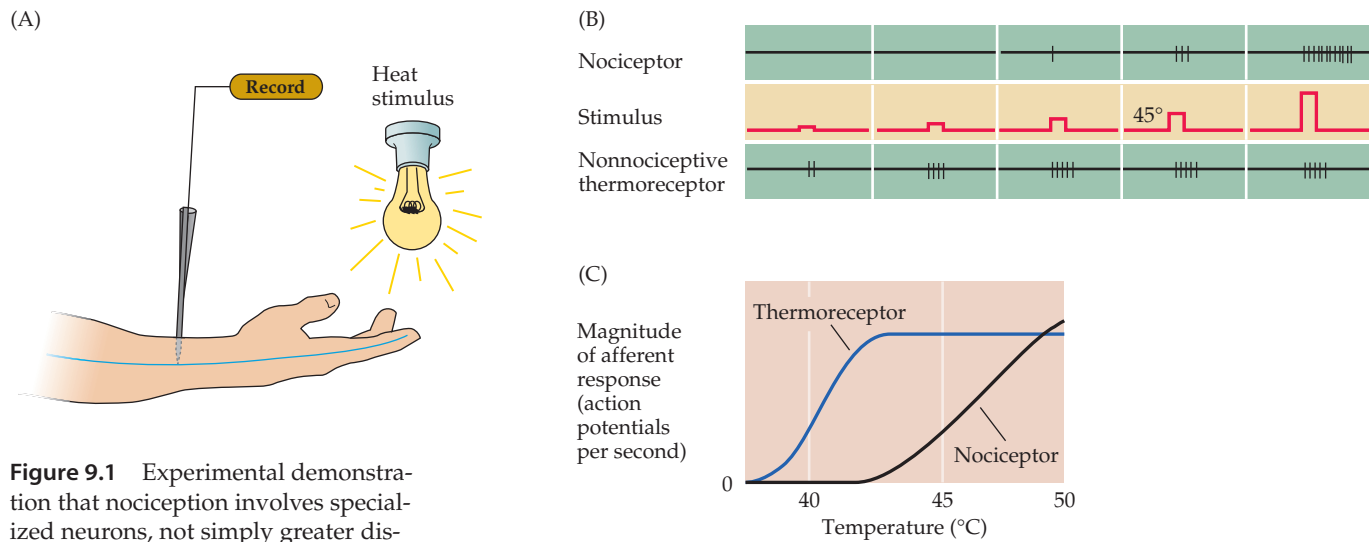 (A)
Record
Heat
stimulus
Figure 9.1 Experimental demonstra-
tion that nociception involves special-
ized neurons, not simply greater dis-
(B)
Nociceptor
Stimulus
45°
Nonnociceptive
thermoreceptor
(C)
Magnitude
of afferent
response
(action
potentials
per second)
Thermoreceptor
Nociceptor
0
40 45 50
Temperature (°C)